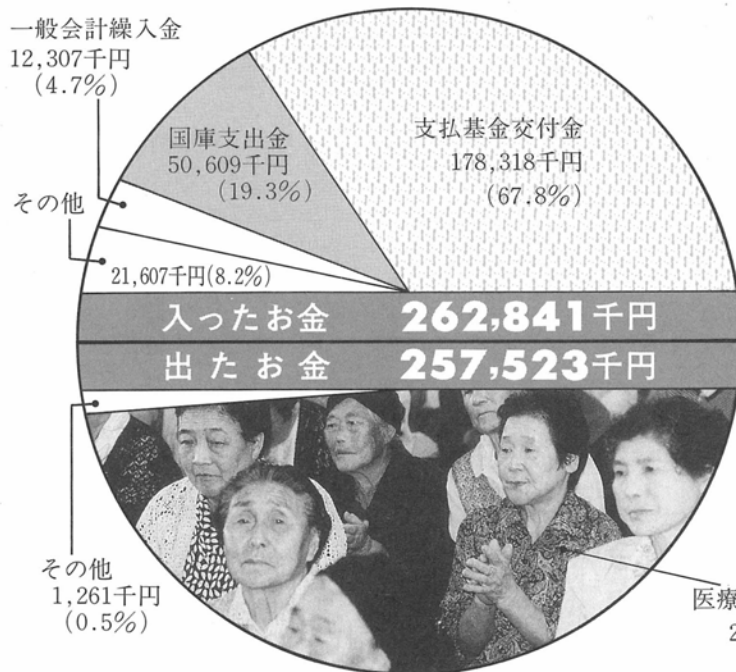 一般会計繰入金
12,307千円
(4.7%)
国庫支出金
50,609千円
(19.3%)
支払基金交付金
178,318千円
(67.8%)
その他
21,607千円(8.2%)
入ったお金 262,841千円
出たお金 257,523千円
その他
1,261千円
(0.5%)
医療
2